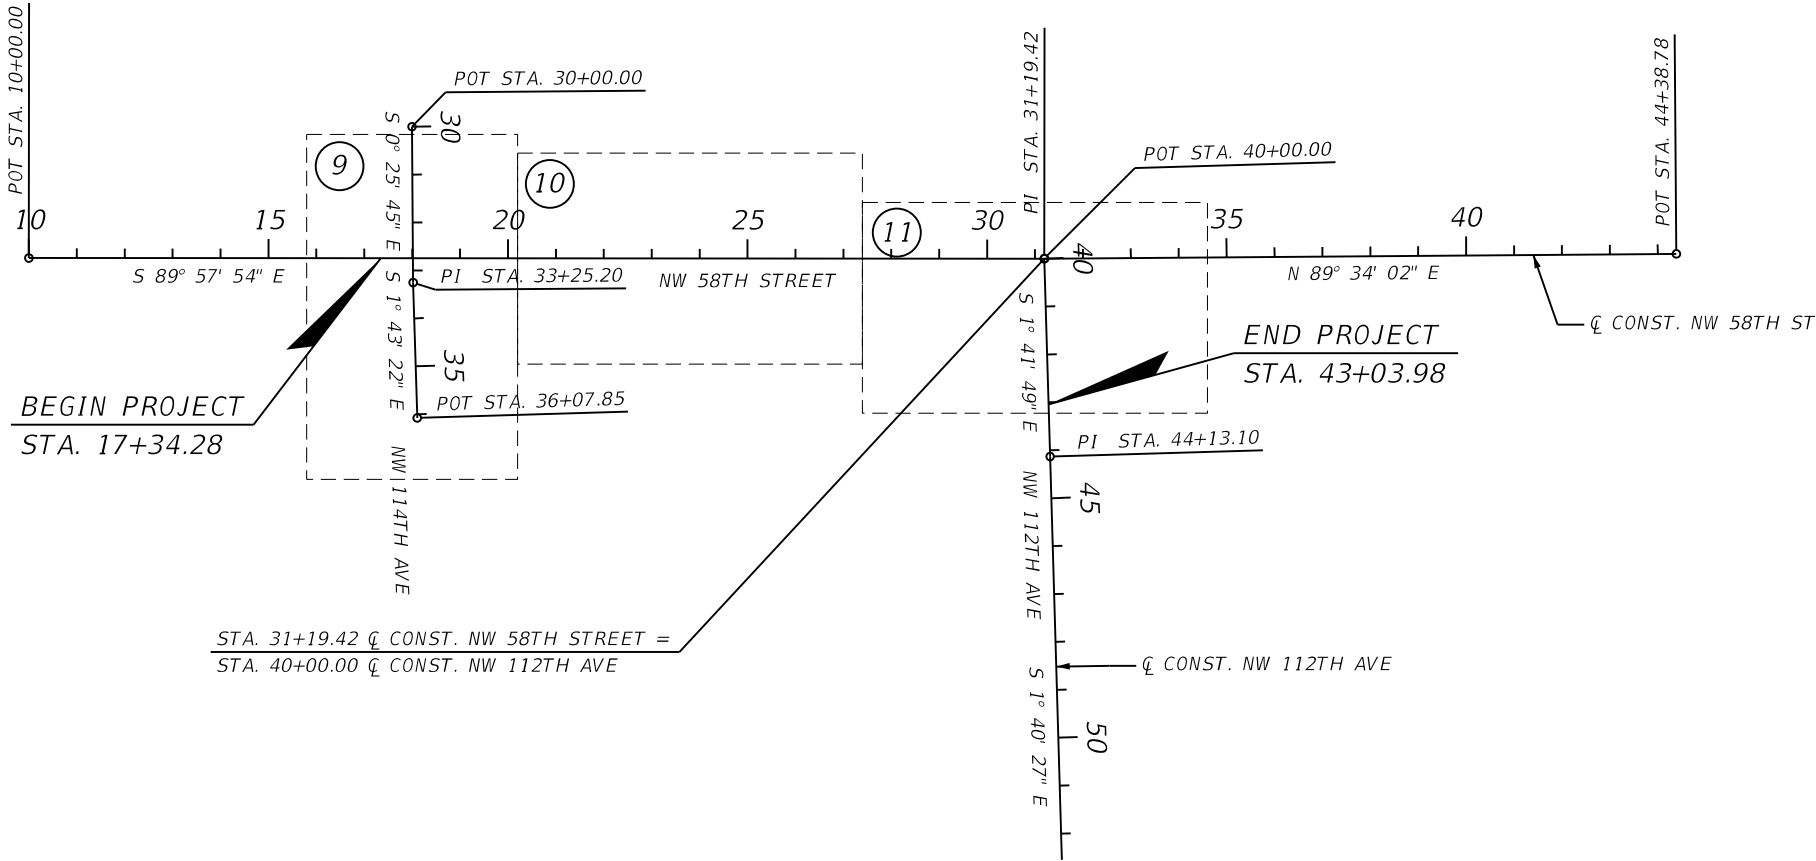 POT STA. 10+00.00
POT STA. 30+00.00
PI STA. 31+19.42
POT STA. 44+38.78
POT STA. 40+00.00
S 0° 25' 45" E
30
9
10
11
10
15
20
25
30
35
40
40
S 89° 57' 54" E
PI STA. 33+25.20
NW 58TH STREET
N 89° 34' 02" E
℄ CONST. NW 58TH ST
S 1° 43' 22" E
35
POT STA. 36+07.85
BEGIN PROJECT
STA. 17+34.28
NW 114TH AVE
S 1° 41' 49" E
END PROJECT
STA. 43+03.98
PI STA. 44+13.10
45
NW 112TH AVE
STA. 31+19.42 ℄ CONST. NW 58TH STREET =
STA. 40+00.00 ℄ CONST. NW 112TH AVE
℄ CONST. NW 112TH AVE
S 1° 40' 27" E
50